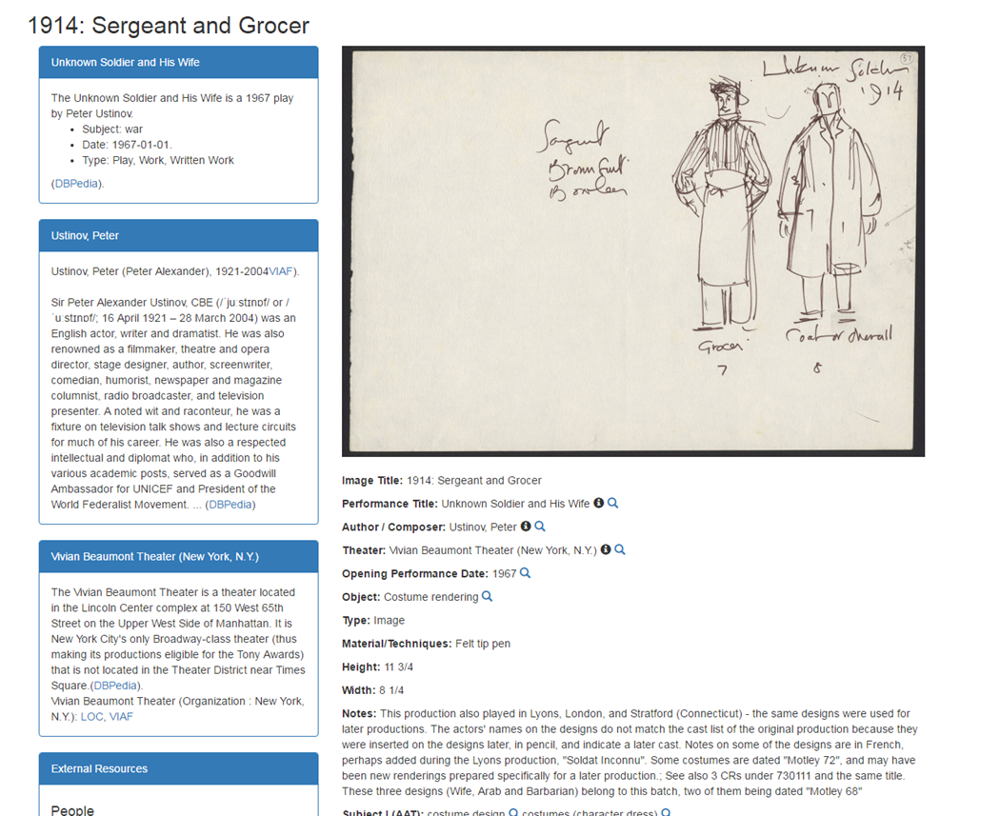 1914: Sergeant and Grocer
Unknown Soldier and His Wife
The Unknown Soldier and His Wife is a 1967 play
by Peter Ustinov.
• Subject: war
• Date: 1967-01-01.
• Type: Play, Work, Written Work
(DBPedia).
Ustinov, Peter
Ustinov, Peter (Peter Alexander), 1921-2004VIAF).
Sir Peter Alexander Ustinov, CBE (/ˈjuːstɪnɒf/ or /
ˈuːstɪnɒf/; 16 April 1921 – 28 March 2004) was an
English actor, writer and dramatist. He was also
renowned as a filmmaker, theatre and opera
director, stage designer, author, screenwriter,
comedian, humorist, newspaper and magazine
columnist, radio broadcaster, and television
presenter. A noted wit and raconteur, he was a
fixture on television talk shows and lecture circuits
for much of his career. He was also a respected
intellectual and diplomat who, in addition to his
various academic posts, served as a Goodwill
Ambassador for UNICEF and President of the
World Federalist Movement. ... (DBPedia)
Vivian Beaumont Theater (New York, N.Y.)
The Vivian Beaumont Theater is a theater located
in the Lincoln Center complex at 150 West 65th
Street on the Upper West Side of Manhattan. It is
New York City's only Broadway-class theater (thus
making its productions eligible for the Tony Awards)
that is not located in the Theater District near Times
Square.(DBPedia).
Vivian Beaumont Theater (Organization : New York,
N.Y.): LOC, VIAF
External Resources
People
37
Unknown Soldier
1914
Sergeant
Brown Suit
Bowler
Grocer
7
Coat or Overall
8
Image Title: 1914: Sergeant and Grocer
Performance Title: Unknown Soldier and His Wife
Author / Composer: Ustinov, Peter
Theater: Vivian Beaumont Theater (New York, N.Y.)
Opening Performance Date: 1967
Object: Costume rendering
Type: Image
Material/Techniques: Felt tip pen
Height: 11 3/4
Width: 8 1/4
Notes: This production also played in Lyons, London, and Stratford (Connecticut) - the same designs were used for
later productions. The actors' names on the designs do not match the cast list of the original production because they
were inserted on the designs later, in pencil, and indicate a later cast. Notes on some of the designs are in French,
perhaps added during the Lyons production, "Soldat Inconnu". Some costumes are dated "Motley 72", and may have
been new renderings prepared specifically for a later production.; See also 3 CRs under 730111 and the same title.
These three designs (Wife, Arab and Barbarian) belong to this batch, two of them being dated "Motley 68"
Subject I (AAT): costume design costumes (character dress)